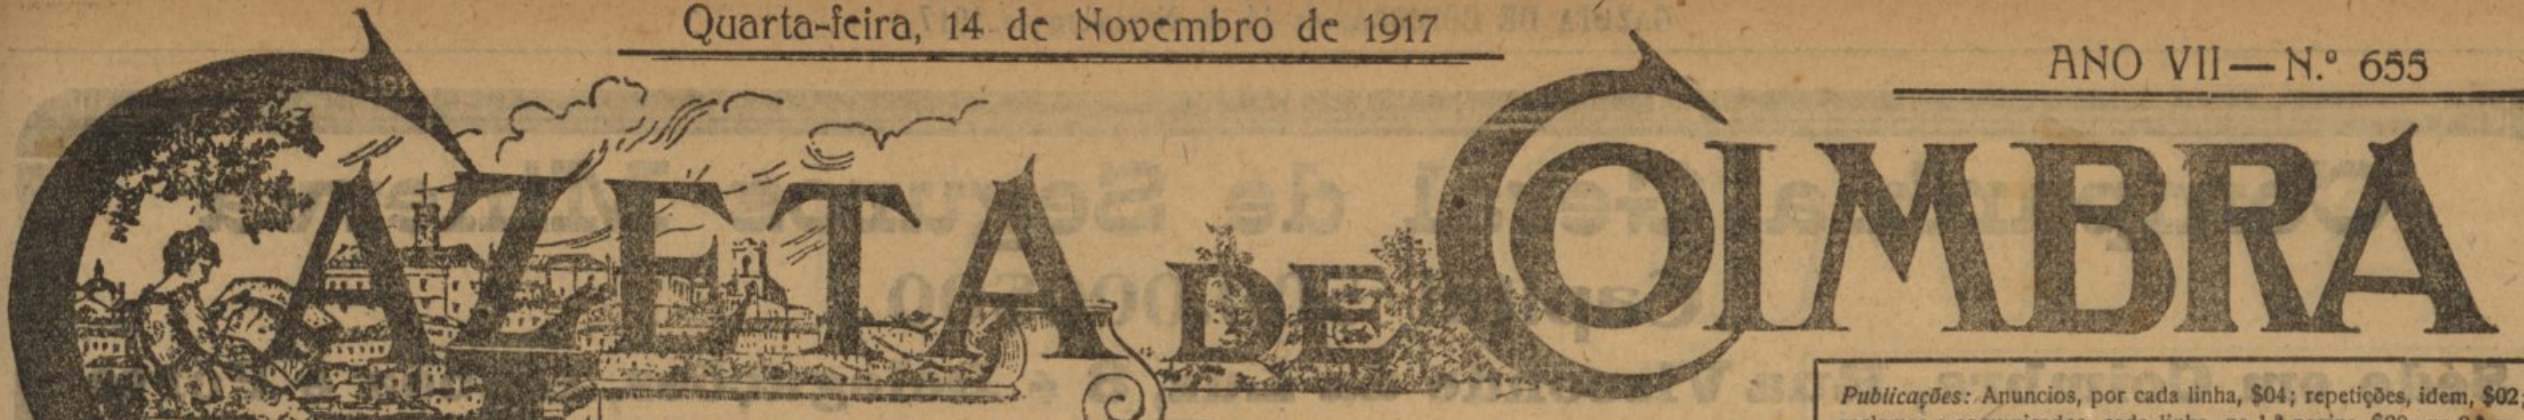 Quarta-feira, 14 de Novembro de 1917
ANO VII—N.º 655
GAZETA DE COIMBRA
Publicações: Anuncios, por cada linha, $04; repetições, idem, $02;